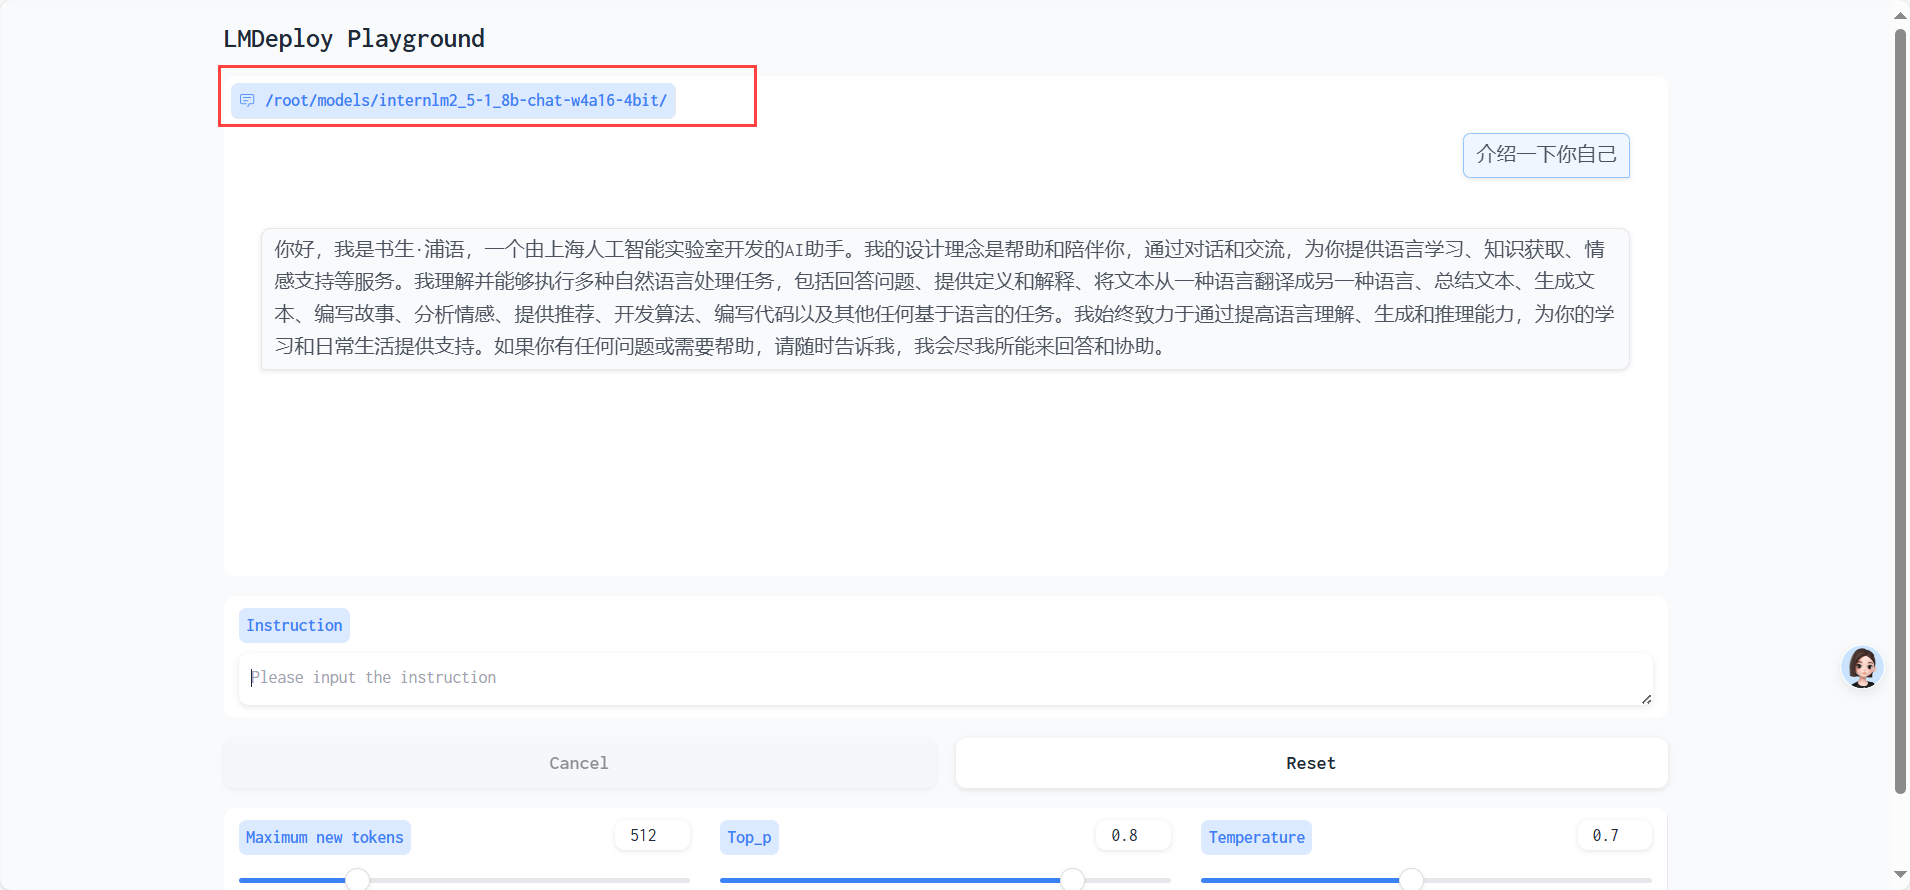 LMDeploy Playground
/root/models/internlm2_5-1_8b-chat-w4a16-4bit/
介绍一下你自己
你好，我是书生·浦语，一个由上海人工智能实验室开发的AI助手。我的设计理念是帮助和陪伴你，通过对话和交流，为你提供语言学习、知识获取、情
感支持等服务。我理解并能够执行多种自然语言处理任务，包括回答问题、提供定义和解释、将文本从一种语言翻译成另一种语言、总结文本、生成文
本、编写故事、分析情感、提供推荐、开发算法、编写代码以及其他任何基于语言的任务。我始终致力于通过提高语言理解、生成和推理能力，为你的学
习和日常生活提供支持。如果你有任何问题或需要帮助，请随时告诉我，我会尽我所能来回答和协助。
Instruction
Please input the instruction
Cancel
Reset
Maximum new tokens
512
Top_p
0.8
Temperature
0.7